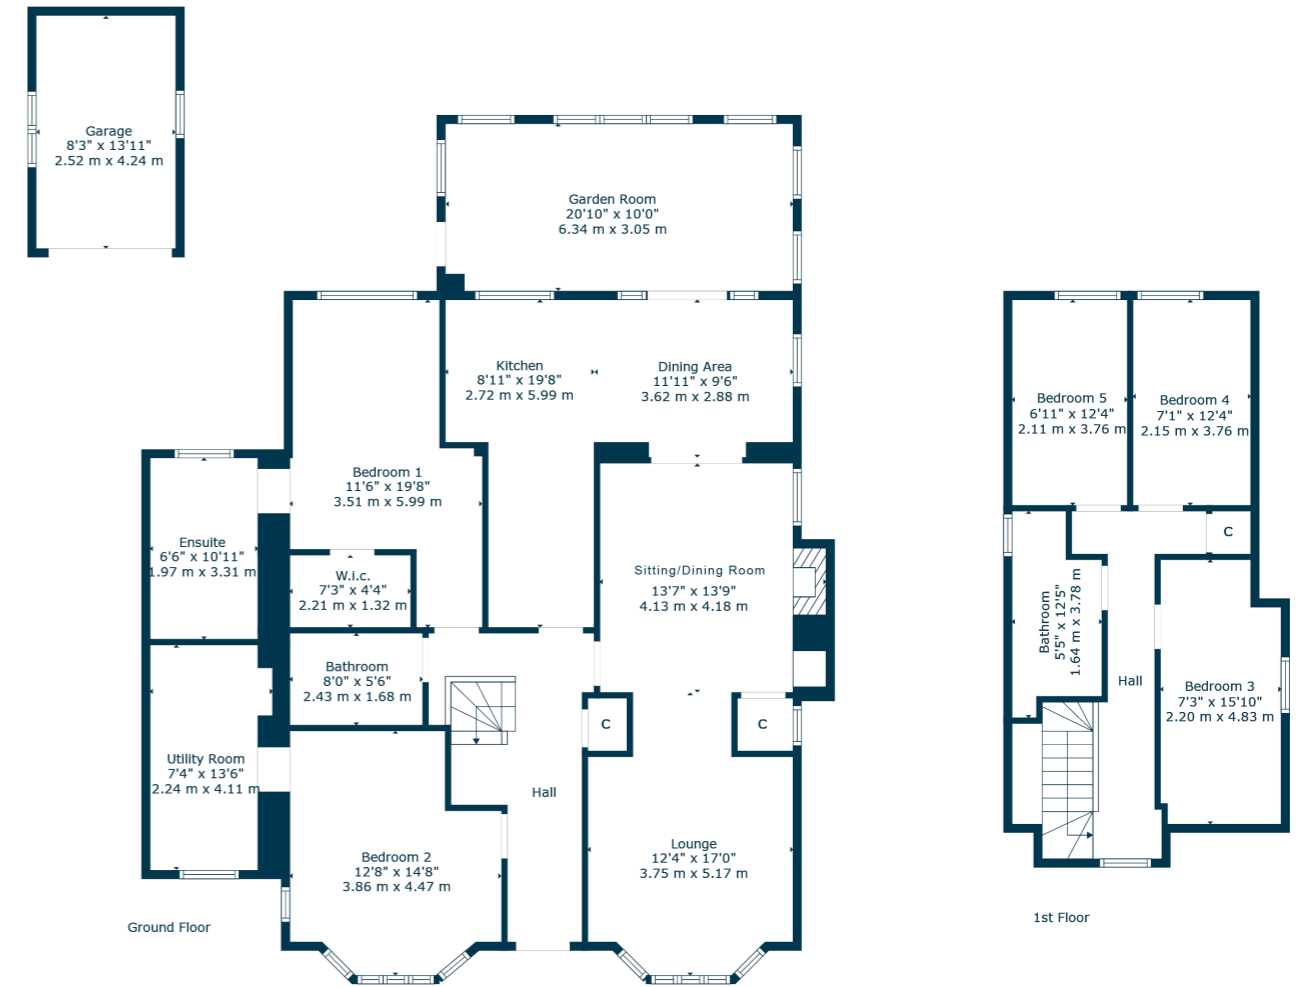 Garage
8'3" x 13'11"
2.52 m x 4.24 m
Garden Room
20'10" x 10'0"
6.34 m x 3.05 m
Kitchen
8'11" x 19'8"
2.72 m x 5.99 m
Dining Area
11'11" x 9'6"
3.62 m x 2.88 m
Bedroom 1
11'6" x 19'8"
3.51 m x 5.99 m
Ensuite
6'6" x 10'11"
1.97 m x 3.31 m
W.i.c.
7'3" x 4'4"
2.21 m x 1.32 m
Sitting/Dining Room
13'7" x 13'9"
4.13 m x 4.18 m
Bathroom
8'0" x 5'6"
2.43 m x 1.68 m
C
C
Utility Room
7'4" x 13'6"
2.24 m x 4.11 m
Hall
Bedroom 2
12'8" x 14'8"
3.86 m x 4.47 m
Lounge
12'4" x 17'0"
3.75 m x 5.17 m
Ground Floor
Bedroom 5
6'11" x 12'4"
2.11 m x 3.76 m
Bedroom 4
7'1" x 12'4"
2.15 m x 3.76 m
C
Bathroom
5'5" x 12'5"
1.64 m x 3.78 m
Hall
Bedroom 3
7'3" x 15'10"
2.20 m x 4.83 m
1st Floor